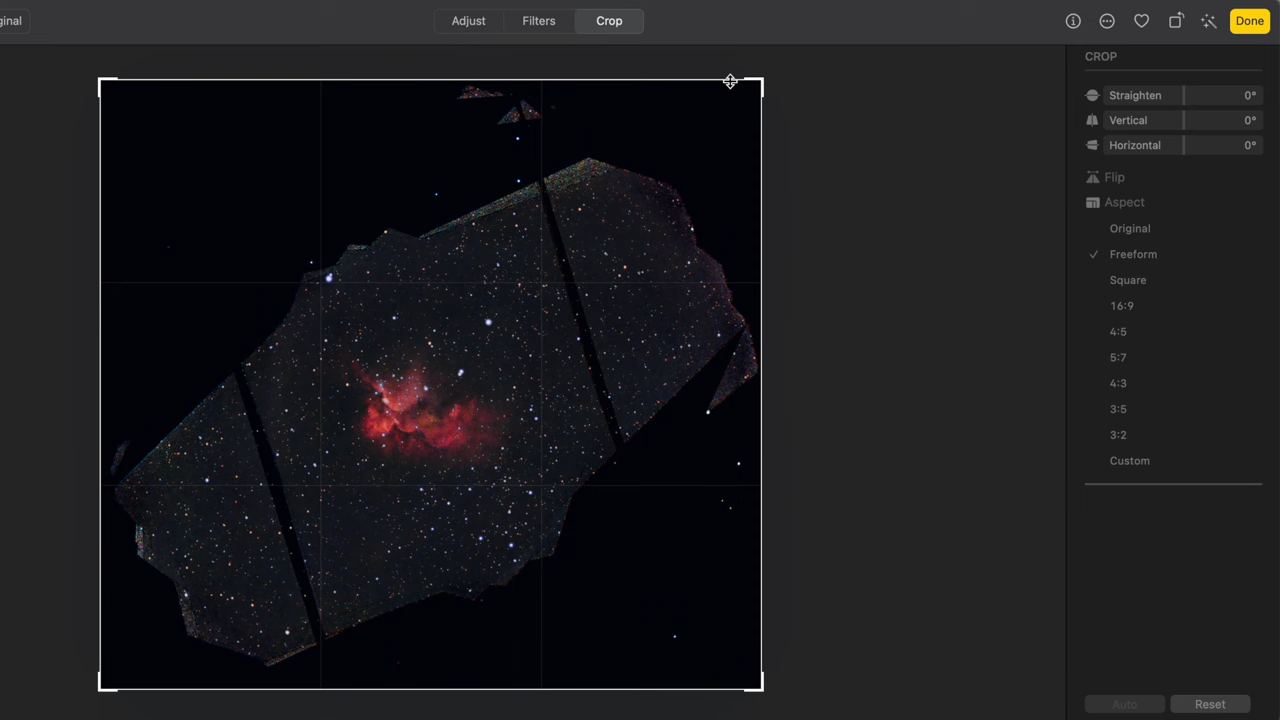 ginal
Adjust
Filters
Crop
Done
CROP
Straighten 0°
Vertical 0°
Horizontal 0°
Flip
Aspect
Original
Freeform
Square
16:9
4:5
5:7
4:3
3:5
3:2
Custom
Auto
Reset